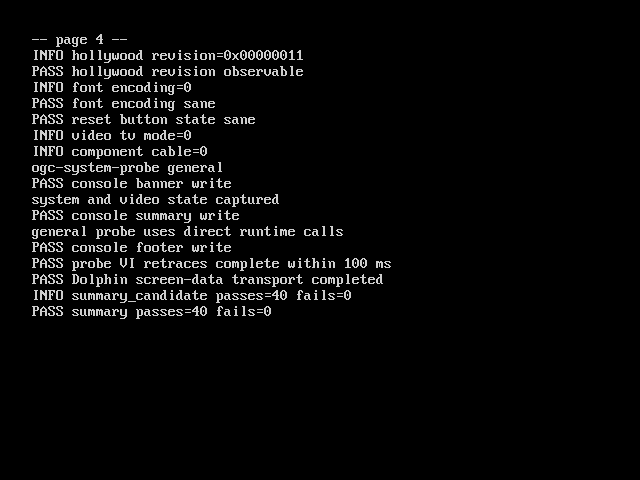 -- page 4 --
INFO hollywood revision=0x00000011
PASS hollywood revision observable
INFO font encoding=0
PASS font encoding sane
PASS reset button state sane
INFO video tv mode=0
INFO component cable=0
ogc-system-probe general
PASS console banner write
system and video state captured
PASS console summary write
general probe uses direct runtime calls
PASS console footer write
PASS probe VI retraces complete within 100 ms
PASS Dolphin screen-data transport completed
INFO summary_candidate passes=40 fails=0
PASS summary passes=40 fails=0